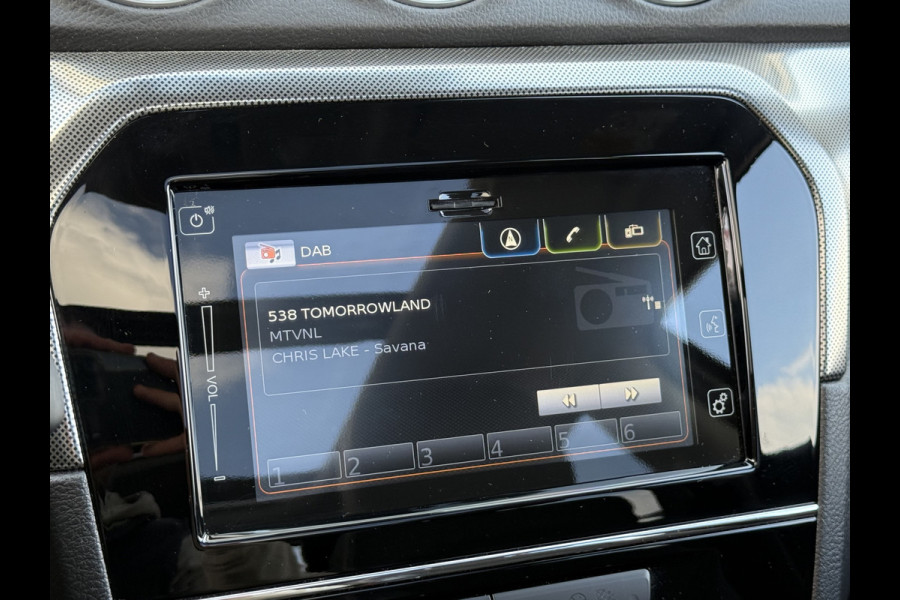 DAB
538 TOMORROWLAND
MTVNL
CHRIS LAKE - Savana
VOL
1 2 3 4 5 6